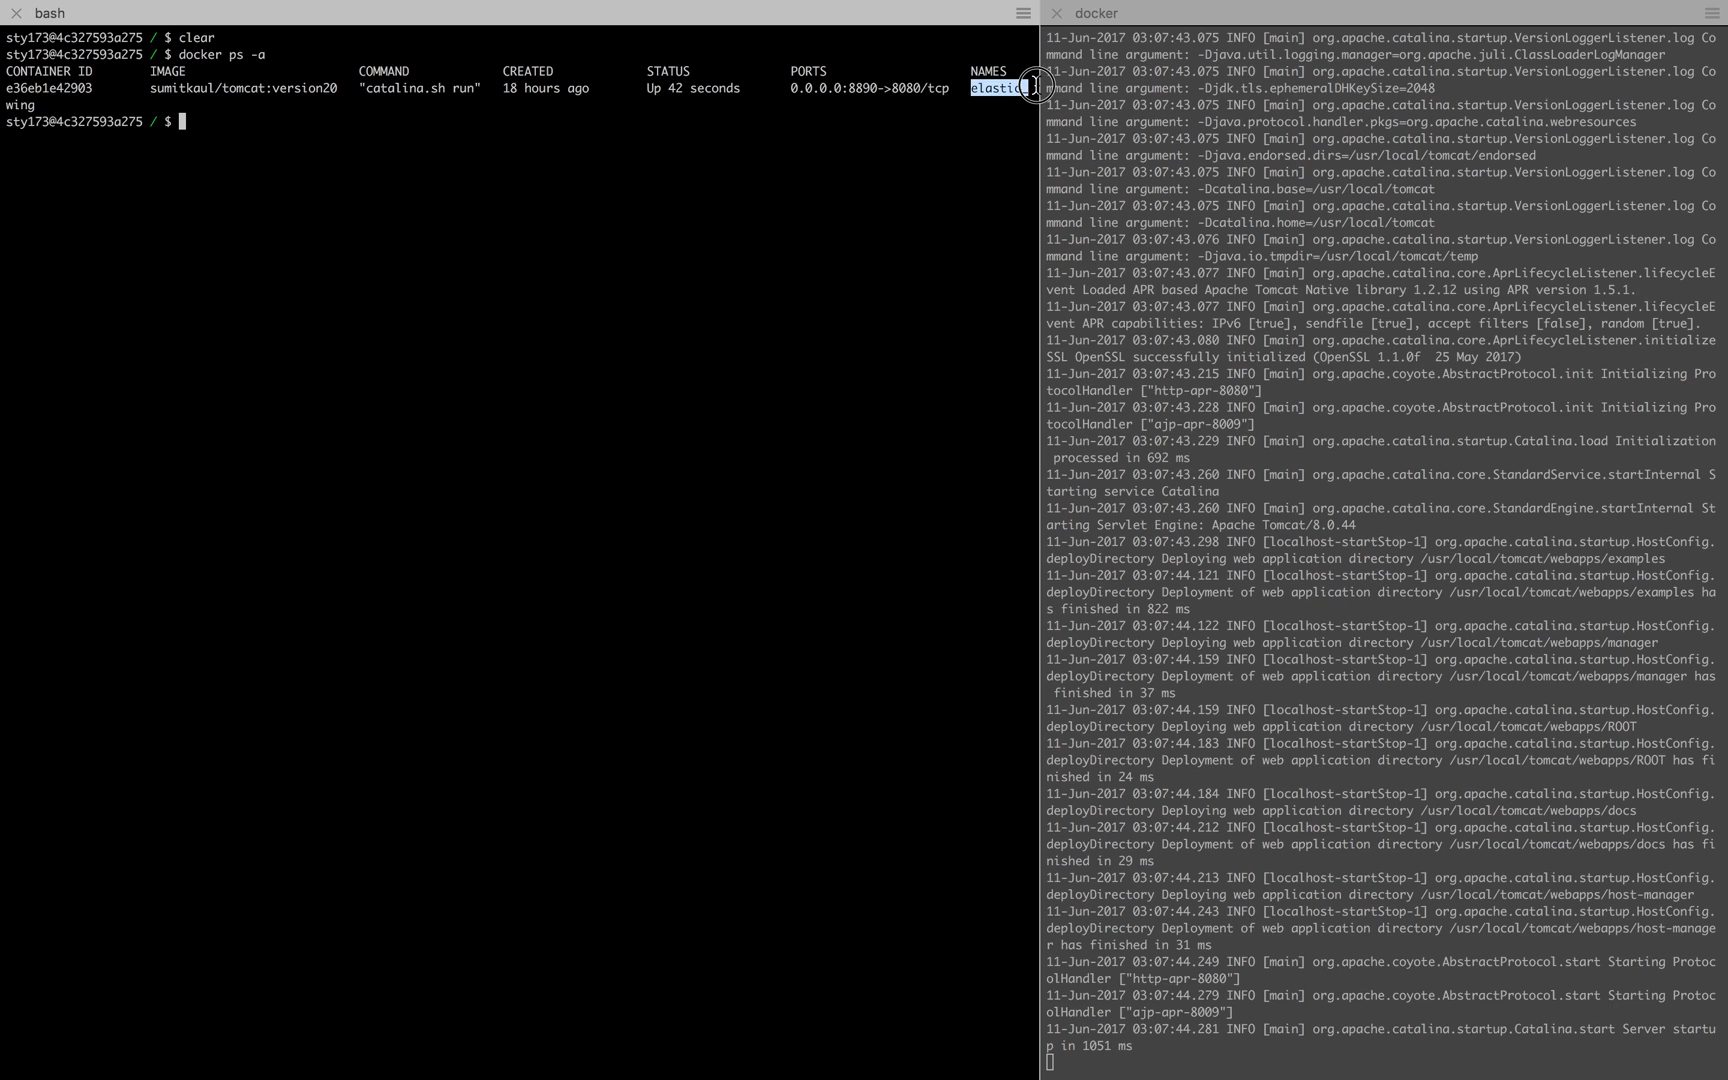 bash
sty173@4c327593a275 / $ clear
sty173@4c327593a275 / $ docker ps -a
CONTAINER ID IMAGE COMMAND CREATED STATUS PORTS NAMES
e36eb1e42903 sumitkaul/tomcat:version20 "catalina.sh run" 18 hours ago Up 42 seconds 0.0.0.0:8890->8080/tcp elastic_
wing
sty173@4c327593a275 / $
docker
11-Jun-2017 03:07:43.075 INFO [main] org.apache.catalina.startup.VersionLoggerListener.log Co
mmand line argument: -Djava.util.logging.manager=org.apache.juli.ClassLoaderLogManager
11-Jun-2017 03:07:43.075 INFO [main] org.apache.catalina.startup.VersionLoggerListener.log Co
mmand line argument: -Djdk.tls.ephemeralDHKeySize=2048
11-Jun-2017 03:07:43.075 INFO [main] org.apache.catalina.startup.VersionLoggerListener.log Co
mmand line argument: -Djava.protocol.handler.pkgs=org.apache.catalina.webresources
11-Jun-2017 03:07:43.075 INFO [main] org.apache.catalina.startup.VersionLoggerListener.log Co
mmand line argument: -Djava.endorsed.dirs=/usr/local/tomcat/endorsed
11-Jun-2017 03:07:43.075 INFO [main] org.apache.catalina.startup.VersionLoggerListener.log Co
mmand line argument: -Dcatalina.base=/usr/local/tomcat
11-Jun-2017 03:07:43.075 INFO [main] org.apache.catalina.startup.VersionLoggerListener.log Co
mmand line argument: -Dcatalina.home=/usr/local/tomcat
11-Jun-2017 03:07:43.076 INFO [main] org.apache.catalina.startup.VersionLoggerListener.log Co
mmand line argument: -Djava.io.tmpdir=/usr/local/tomcat/temp
11-Jun-2017 03:07:43.077 INFO [main] org.apache.catalina.core.AprLifecycleListener.lifecycleE
vent Loaded APR based Apache Tomcat Native library 1.2.12 using APR version 1.5.1.
11-Jun-2017 03:07:43.077 INFO [main] org.apache.catalina.core.AprLifecycleListener.lifecycleE
vent APR capabilities: IPv6 [true], sendfile [true], accept filters [false], random [true].
11-Jun-2017 03:07:43.080 INFO [main] org.apache.catalina.core.AprLifecycleListener.initialize
SSL OpenSSL successfully initialized (OpenSSL 1.1.0f 25 May 2017)
11-Jun-2017 03:07:43.215 INFO [main] org.apache.coyote.AbstractProtocol.init Initializing Pro
tocolHandler ["http-apr-8080"]
11-Jun-2017 03:07:43.228 INFO [main] org.apache.coyote.AbstractProtocol.init Initializing Pro
tocolHandler ["ajp-apr-8009"]
11-Jun-2017 03:07:43.229 INFO [main] org.apache.catalina.startup.Catalina.load Initialization
processed in 692 ms
11-Jun-2017 03:07:43.260 INFO [main] org.apache.catalina.core.StandardService.startInternal S
tarting service Catalina
11-Jun-2017 03:07:43.260 INFO [main] org.apache.catalina.core.StandardEngine.startInternal St
arting Servlet Engine: Apache Tomcat/8.0.44
11-Jun-2017 03:07:43.298 INFO [localhost-startStop-1] org.apache.catalina.startup.HostConfig.
deployDirectory Deploying web application directory /usr/local/tomcat/webapps/examples
11-Jun-2017 03:07:44.121 INFO [localhost-startStop-1] org.apache.catalina.startup.HostConfig.
deployDirectory Deployment of web application directory /usr/local/tomcat/webapps/examples ha
s finished in 822 ms
11-Jun-2017 03:07:44.122 INFO [localhost-startStop-1] org.apache.catalina.startup.HostConfig.
deployDirectory Deploying web application directory /usr/local/tomcat/webapps/manager
11-Jun-2017 03:07:44.159 INFO [localhost-startStop-1] org.apache.catalina.startup.HostConfig.
deployDirectory Deployment of web application directory /usr/local/tomcat/webapps/manager has
finished in 37 ms
11-Jun-2017 03:07:44.159 INFO [localhost-startStop-1] org.apache.catalina.startup.HostConfig.
deployDirectory Deploying web application directory /usr/local/tomcat/webapps/ROOT
11-Jun-2017 03:07:44.183 INFO [localhost-startStop-1] org.apache.catalina.startup.HostConfig.
deployDirectory Deployment of web application directory /usr/local/tomcat/webapps/ROOT has fi
nished in 24 ms
11-Jun-2017 03:07:44.184 INFO [localhost-startStop-1] org.apache.catalina.startup.HostConfig.
deployDirectory Deploying web application directory /usr/local/tomcat/webapps/docs
11-Jun-2017 03:07:44.212 INFO [localhost-startStop-1] org.apache.catalina.startup.HostConfig.
deployDirectory Deployment of web application directory /usr/local/tomcat/webapps/docs has fi
nished in 29 ms
11-Jun-2017 03:07:44.213 INFO [localhost-startStop-1] org.apache.catalina.startup.HostConfig.
deployDirectory Deploying web application directory /usr/local/tomcat/webapps/host-manager
11-Jun-2017 03:07:44.243 INFO [localhost-startStop-1] org.apache.catalina.startup.HostConfig.
deployDirectory Deployment of web application directory /usr/local/tomcat/webapps/host-manage
r has finished in 31 ms
11-Jun-2017 03:07:44.249 INFO [main] org.apache.coyote.AbstractProtocol.start Starting Protoc
olHandler ["http-apr-8080"]
11-Jun-2017 03:07:44.279 INFO [main] org.apache.coyote.AbstractProtocol.start Starting Protoc
olHandler ["ajp-apr-8009"]
11-Jun-2017 03:07:44.281 INFO [main] org.apache.catalina.startup.Catalina.start Server startu
p in 1051 ms